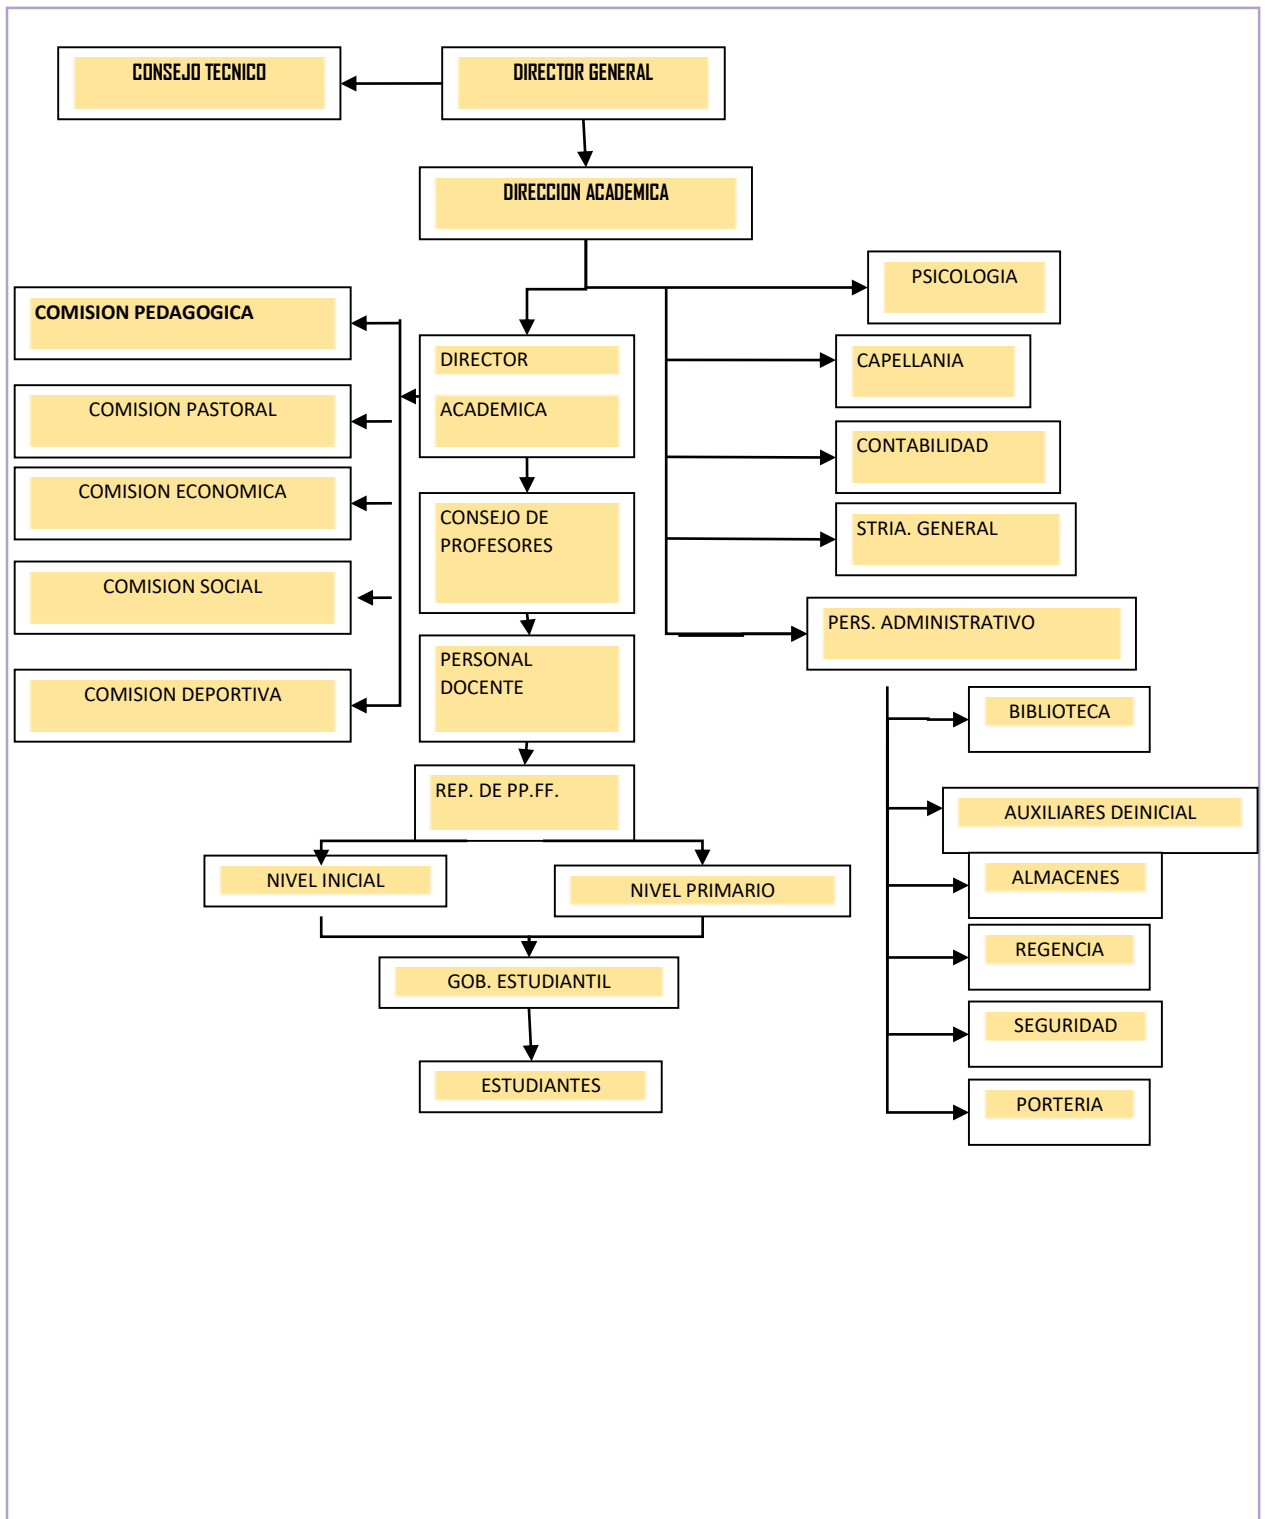 CONSEJO TECNICO
DIRECTOR GENERAL
DIRECCION ACADEMICA
PSICOLOGIA
COMISION PEDAGOGICA
DIRECTOR
ACADEMICA
CAPELLANIA
COMISION PASTORAL
CONTABILIDAD
COMISION ECONOMICA
CONSEJO DE
PROFESORES
STRIA. GENERAL
COMISION SOCIAL
PERS. ADMINISTRATIVO
PERSONAL
DOCENTE
COMISION DEPORTIVA
BIBLIOTECA
REP. DE PP.FF.
AUXILIARES DEINICIAL
NIVEL INICIAL
NIVEL PRIMARIO
ALMACENES
REGENCIA
GOB. ESTUDIANTIL
SEGURIDAD
ESTUDIANTES
PORTERIA